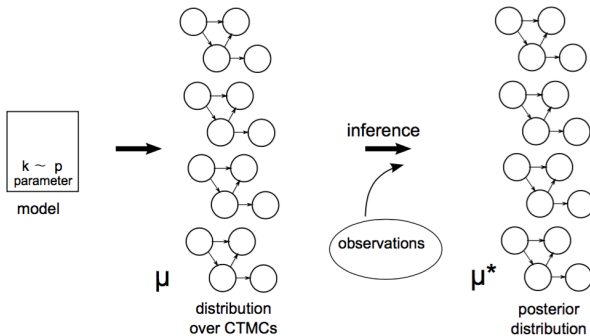 k ~ p
parameter
model
μ
distribution
over CTMCs
inference
observations
μ*
posterior
distribution